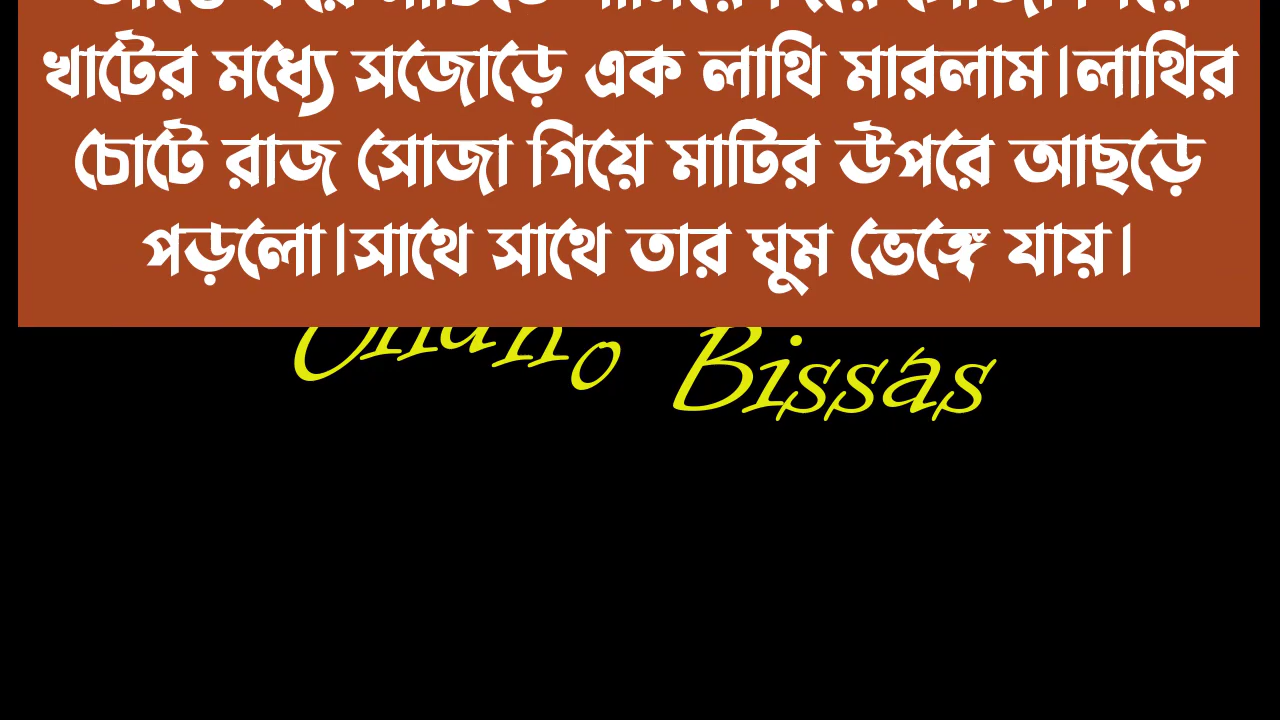 খাটের মধ্যে সজোড়ে এক লাথি মারলাম।লাথির
চোটে রাজ সোজা গিয়ে মাটির উপরে আছড়ে
পড়লো।সাথে সাথে তার ঘুম ভেঙ্গে যায়।
Bissas